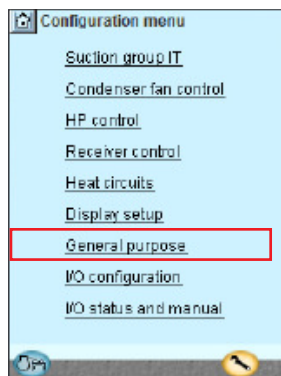 Configuration menu
Suction group IT
Condenser fan control
HP control
Receiver control
Heat circuits
Display setup
General purpose
I/O configuration
I/O status and manual